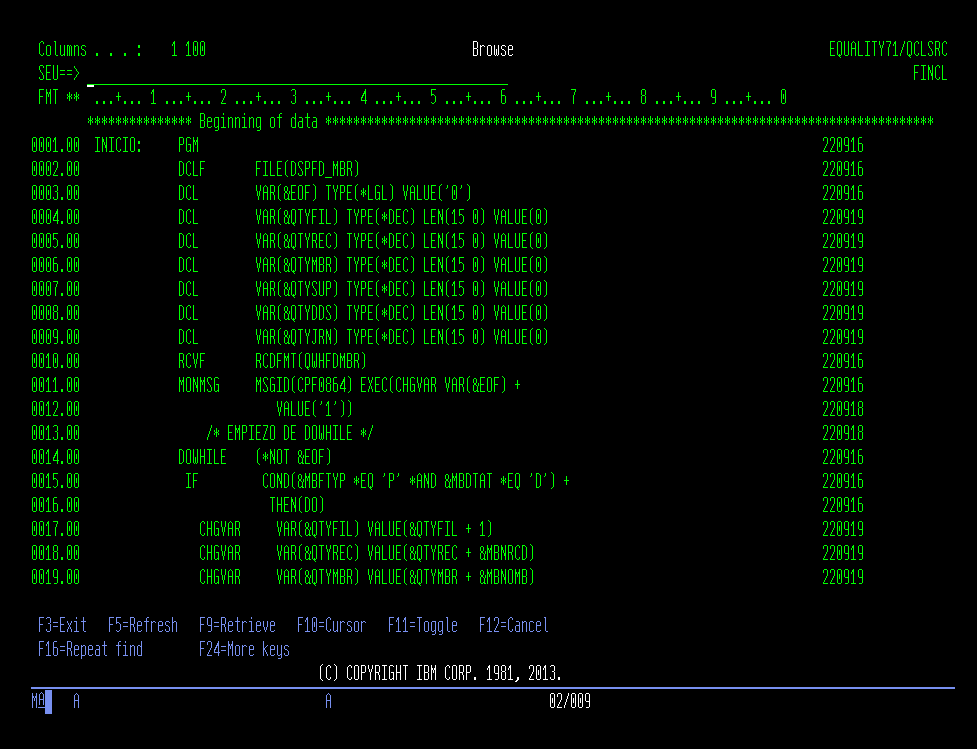 Columns . . . :    1 100                                      Browse                                             EQUALITY71/QCLSRC
SEU==>                                                                                                                       FINCL
FMT **  ...+... 1 ...+... 2 ...+... 3 ...+... 4 ...+... 5 ...+... 6 ...+... 7 ...+... 8 ...+... 9 ...+... 0
*************** Beginning of data ***************************************************************************************
0001.00  INICIO:     PGM                                                                                         220916
0002.00              DCLF       FILE(DSPFD_MBR)                                                                  220916
0003.00              DCL        VAR(&EOF) TYPE(*LGL) VALUE('0')                                                  220916
0004.00              DCL        VAR(&QTYFIL) TYPE(*DEC) LEN(15 0) VALUE(0)                                       220919
0005.00              DCL        VAR(&QTYREC) TYPE(*DEC) LEN(15 0) VALUE(0)                                       220919
0006.00              DCL        VAR(&QTYMBR) TYPE(*DEC) LEN(15 0) VALUE(0)                                       220919
0007.00              DCL        VAR(&QTYSUP) TYPE(*DEC) LEN(15 0) VALUE(0)                                       220919
0008.00              DCL        VAR(&QTYDDS) TYPE(*DEC) LEN(15 0) VALUE(0)                                       220919
0009.00              DCL        VAR(&QTYJRN) TYPE(*DEC) LEN(15 0) VALUE(0)                                       220919
0010.00              RCVF       RCDFMT(QWHFDMBR)                                                                 220916
0011.00              MONMSG     MSGID(CPF0864) EXEC(CHGVAR VAR(&EOF) +                                           220916
0012.00                            VALUE('1'))                                                                   220918
0013.00                  /* EMPIEZO DE DOWHILE */                                                                220918
0014.00              DOWHILE    (*NOT &EOF)                                                                      220916
0015.00               IF         COND(&MBFTYP *EQ 'P' *AND &MBDTAT *EQ 'D') +                                    220916
0016.00                           THEN(DO)                                                                       220916
0017.00                 CHGVAR     VAR(&QTYFIL) VALUE(&QTYFIL + 1)                                               220919
0018.00                 CHGVAR     VAR(&QTYREC) VALUE(&QTYREC + &MBNRCD)                                         220919
0019.00                 CHGVAR     VAR(&QTYMBR) VALUE(&QTYMBR + &MBNOMB)                                         220919
F3=Exit   F5=Refresh   F9=Retrieve   F10=Cursor   F11=Toggle   F12=Cancel
F16=Repeat find        F24=More keys
(C) COPYRIGHT IBM CORP. 1981, 2013.
MA    A                                   A                               02/009